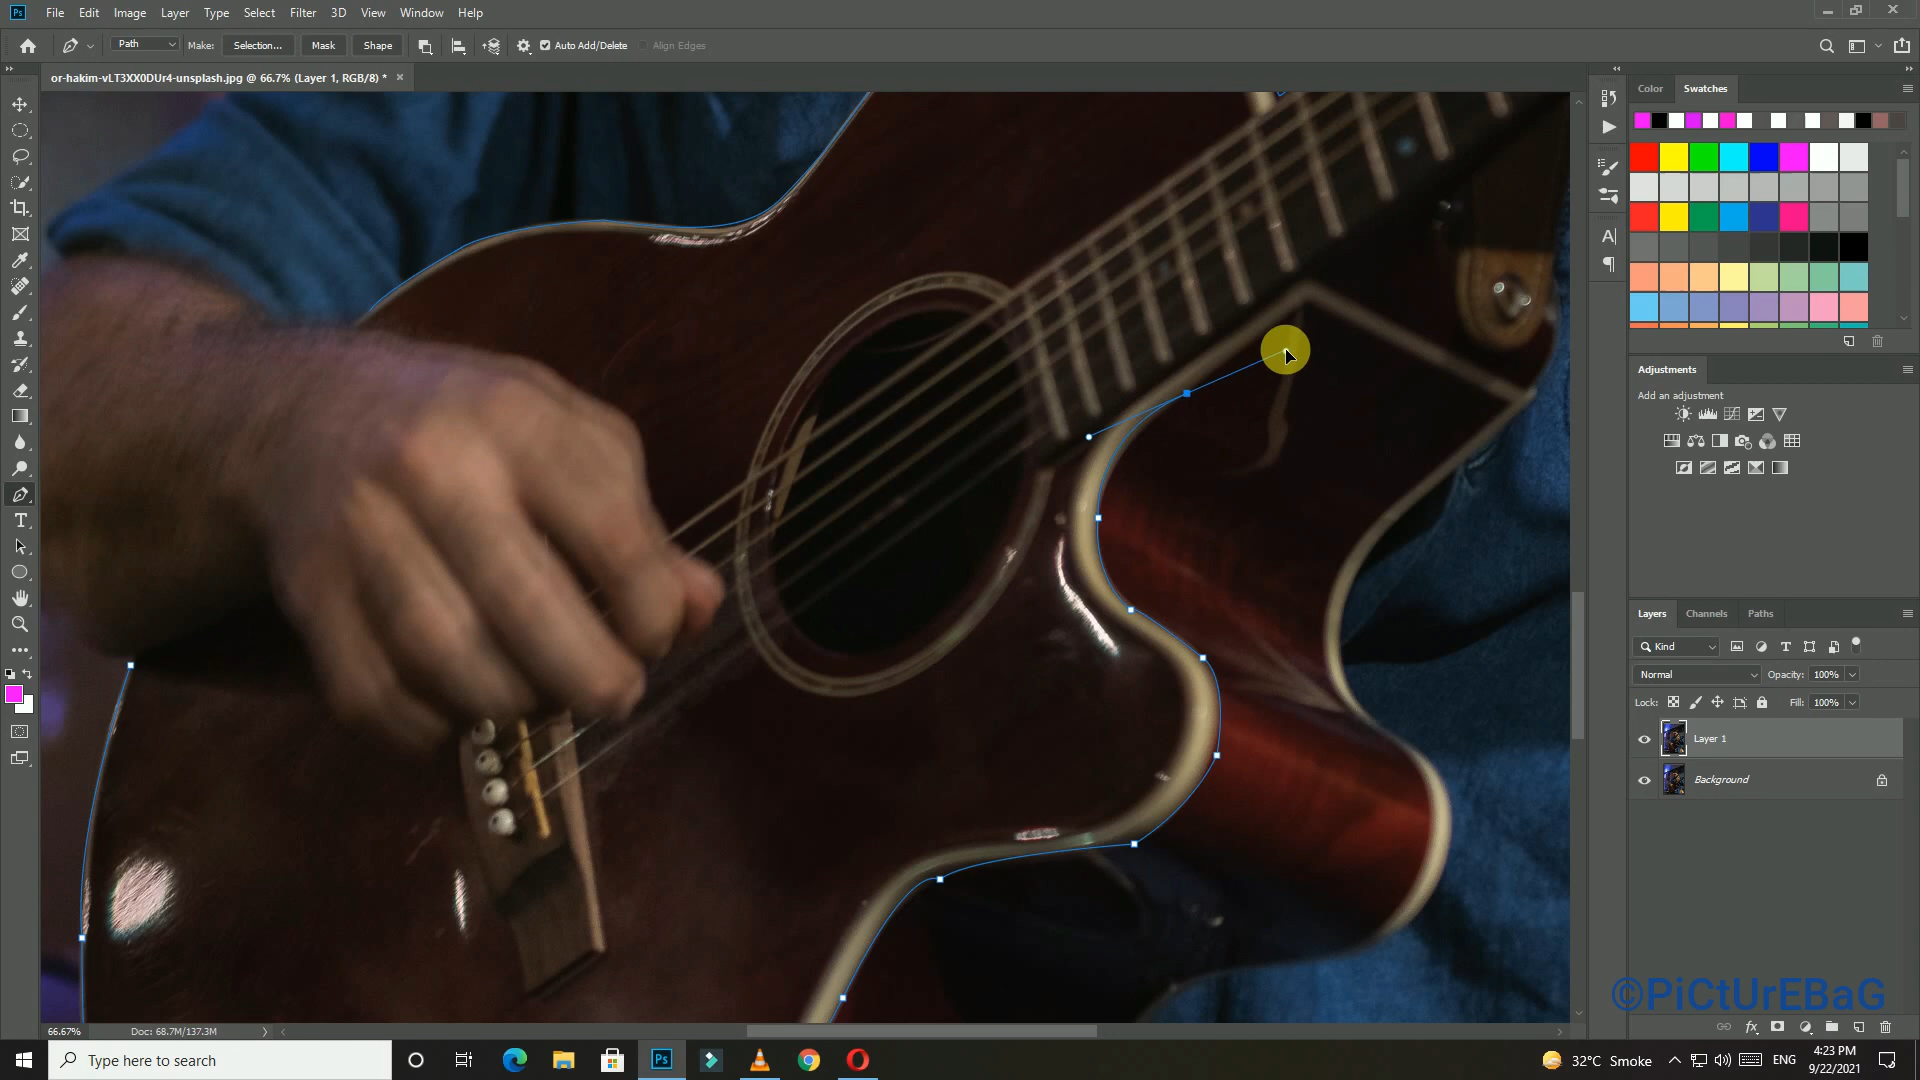 Ps File Edit Image Layer Type Select Filter 3D View Window Help
Path Make: Selection... Mask Shape Auto Add/Delete Align Edges
or-hakim-vLT3XX0DUr4-unsplash.jpg @ 66.7% (Layer 1, RGB/8) *
Color Swatches
Adjustments
Add an adjustment
Layers Channels Paths
Kind
Normal Opacity: 100%
Lock: Fill: 100%
Layer 1
Background
©PiCtUrEBaG
66.67% Doc: 68.7M/137.3M
Type here to search
Ps
32°C Smoke
ENG
4:23 PM
9/22/2021